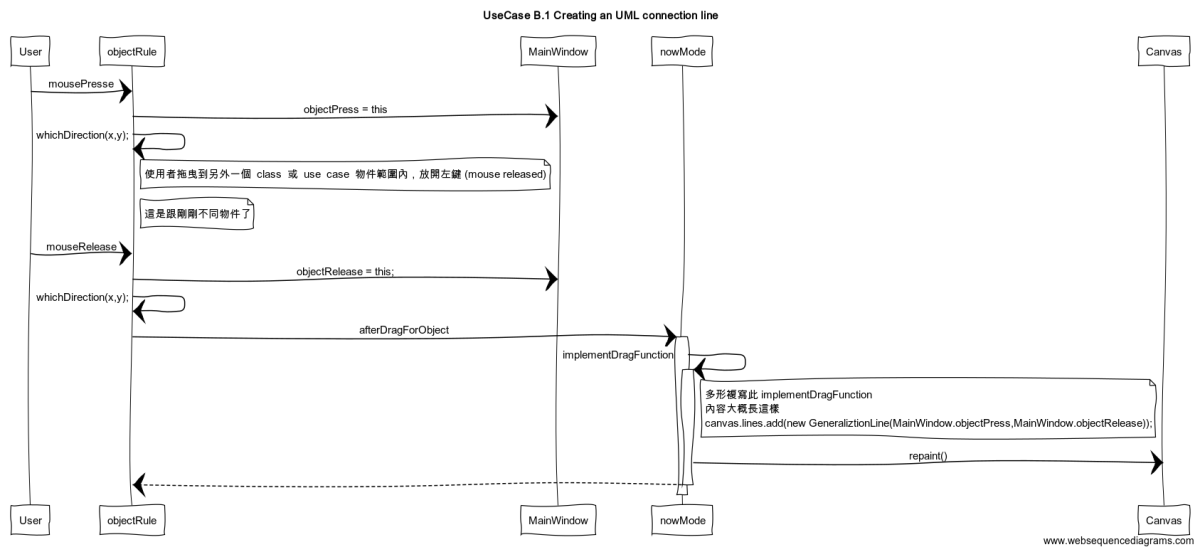 UseCase B.1 Creating an UML connection line
User
objectRule
MainWindow
nowMode
Canvas
mousePresse
objectPress = this
whichDirection(x,y);
使用者拖曳到另外一個 class 或 use case 物件範圍內，放開左鍵 (mouse released)
這是跟剛剛不同物件了
mouseRelease
objectRelease = this;
whichDirection(x,y);
afterDragForObject
implementDragFunction
多形複寫此 implementDragFunction
內容大概長這樣
canvas.lines.add(new GeneraliztionLine(MainWindow.objectPress,MainWindow.objectRelease));
repaint()
User
objectRule
MainWindow
nowMode
Canvas
www.websequencediagrams.com